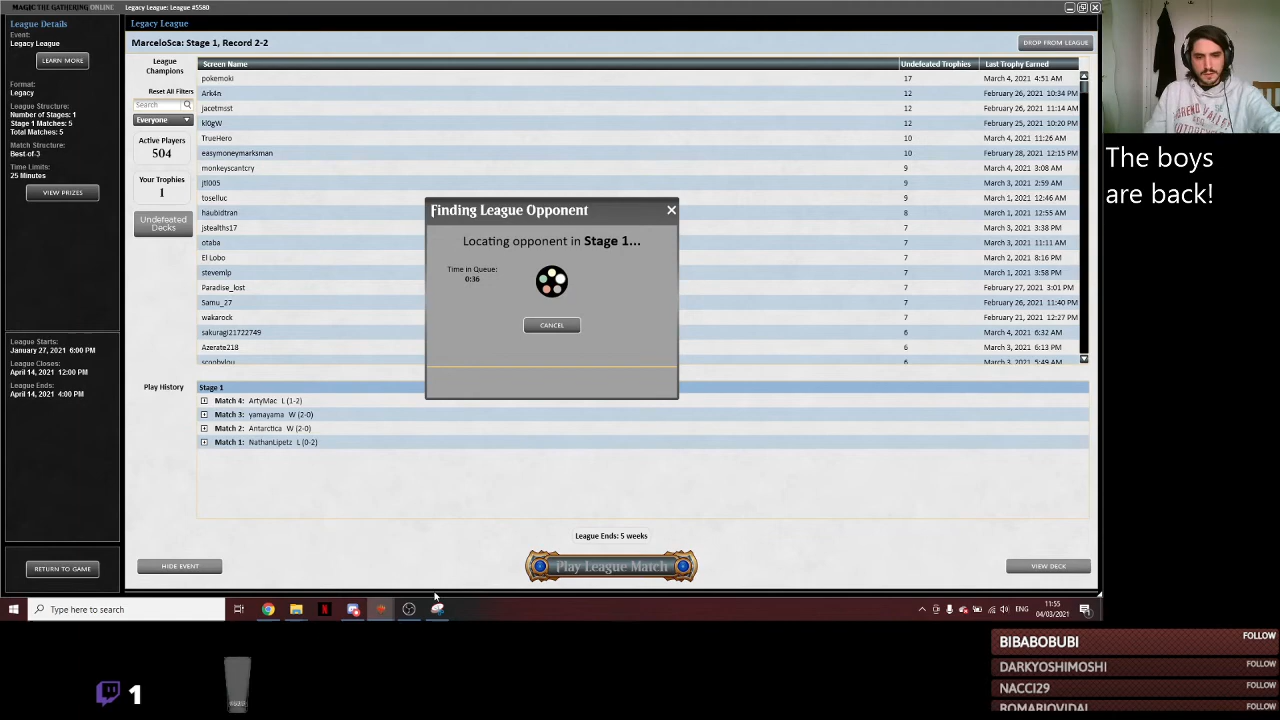 MAGIC THE GATHERING ONLINE
Legacy League: League #5580
League Details
Event:
Legacy League
LEARN MORE
Format:
Legacy
League Structure:
Number of Stages: 1
Stage 1 Matches: 5
Total Matches: 5
Match Structure:
Best-of-3
Time Limits:
25 Minutes
VIEW PRIZES
League Starts:
January 27, 2021 6:00 PM
League Closes:
April 14, 2021 12:00 PM
League Ends:
April 14, 2021 4:00 PM
RETURN TO GAME
Legacy League
MarceloSca: Stage 1, Record 2-2
DROP FROM LEAGUE
League Champions
Reset All Filters
Search
Everyone
Active Players
504
Your Trophies
1
Undefeated Decks
Screen Name Undefeated Trophies Last Trophy Earned
pokemoki 17 March 4, 2021 4:51 AM
Ark4n 12 February 26, 2021 10:34 PM
jacetmsst 12 February 26, 2021 11:14 AM
kl0gW 12 February 25, 2021 10:20 PM
TrueHero 10 March 4, 2021 11:26 AM
easymoneymarksman 10 February 28, 2021 12:15 PM
monkeyscantcry 9 March 4, 2021 3:08 AM
jtl005 9 March 4, 2021 2:59 AM
toselluc 9 March 1, 2021 12:46 AM
haubidtran 8 March 1, 2021 12:55 AM
jstealths17 7 March 4, 2021 3:38 PM
otaba 7 March 3, 2021 11:11 AM
El Lobo 7 March 2, 2021 8:16 PM
stevemlp 7 March 1, 2021 3:58 PM
Paradise_lost 7 February 27, 2021 3:01 PM
Samu_27 7 February 26, 2021 11:40 PM
wakarock 7 February 21, 2021 12:27 PM
sakuragi21722749 6 March 4, 2021 6:32 AM
Azerate218 6 March 3, 2021 6:13 PM
scoobylou 6 March 3, 2021 5:49 AM
Finding League Opponent
Locating opponent in Stage 1...
Time in Queue:
0:36
CANCEL
Play History
Stage 1
Match 4: ArtyMec L (1-2)
Match 3: yamayama W (2-0)
Match 2: Antarctica W (2-0)
Match 1: NathanLipetz L (0-2)
League Ends: 5 weeks
HIDE EVENT
Play League Match
VIEW DECK
Type here to search
ENG
11:55
04/03/2021
The boys
are back!
1
BIBABOBUBI FOLLOW
DARKYOSHIMOSHI FOLLOW
NACCI29 FOLLOW
ROMARIOVIDAL FOLLOW